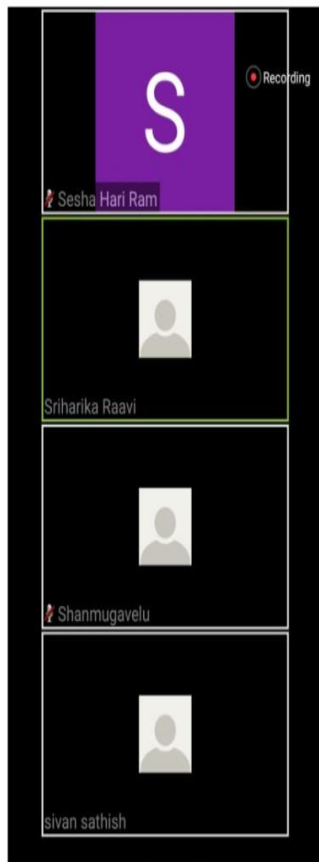 S
Recording
Sesha Hari Ram
Sriharika Raavi
Shanmugavelu
sivan sathish